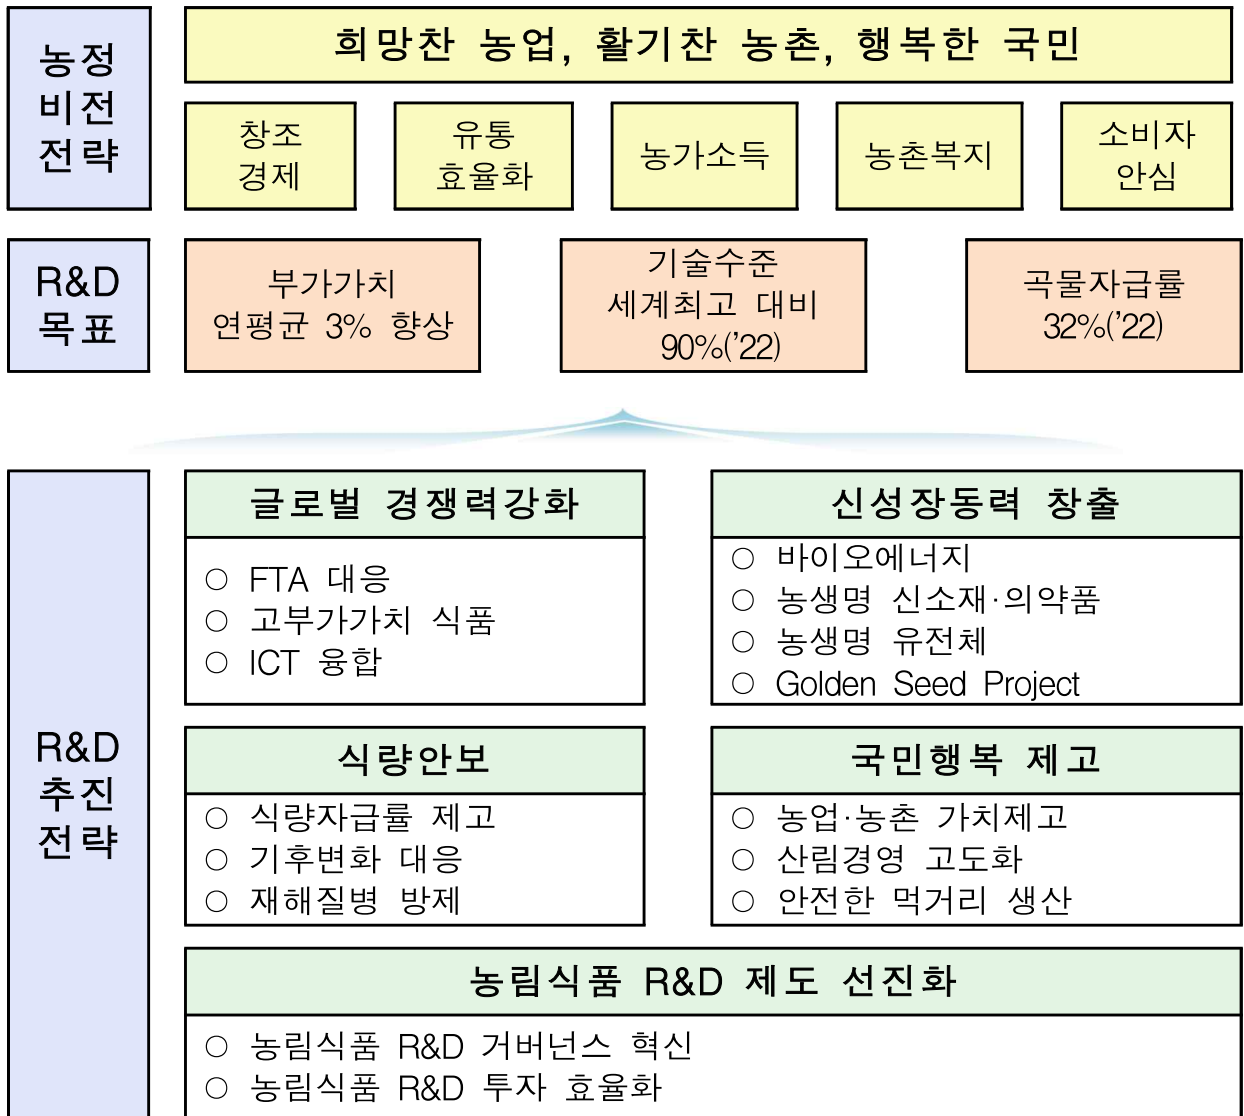 농정
비전
전략
희망찬 농업, 활기찬 농촌, 행복한 국민
창조
경제
유통
효율화
농가소득
농촌복지
소비자
안심
R&D
목표
부가가치
연평균 3% 향상
기술수준
세계최고 대비
90%('22)
곡물자급률
32%('22)
R&D
추진
전략
글로벌 경쟁력강화
○ FTA 대응
○ 고부가가치 식품
○ ICT 융합
신성장동력 창출
○ 바이오에너지
○ 농생명 신소재·의약품
○ 농생명 유전체
○ Golden Seed Project
식량안보
○ 식량자급률 제고
○ 기후변화 대응
○ 재해질병 방제
국민행복 제고
○ 농업·농촌 가치제고
○ 산림경영 고도화
○ 안전한 먹거리 생산
농림식품 R&D 제도 선진화
○ 농림식품 R&D 거버넌스 혁신
○ 농림식품 R&D 투자 효율화